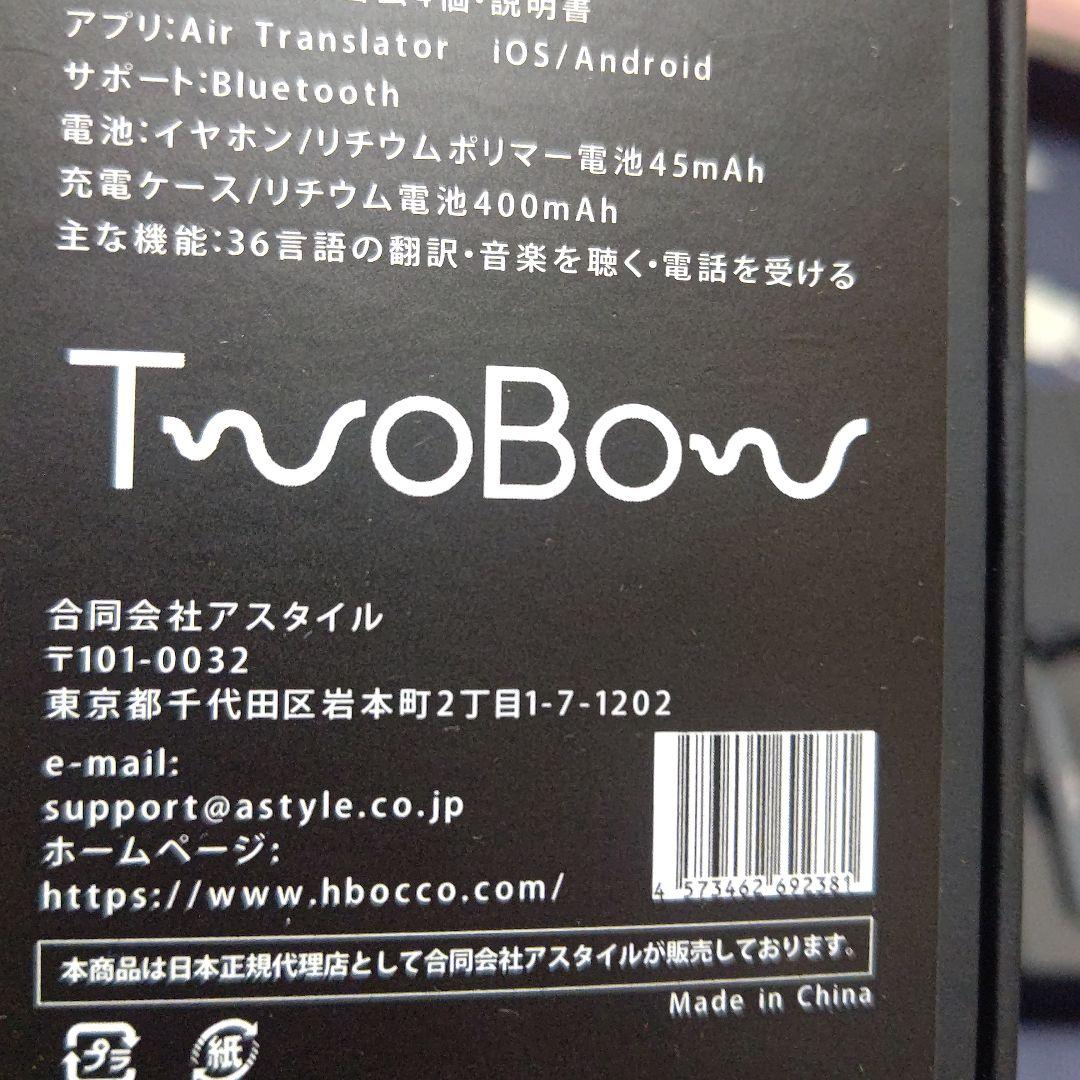 4個・説明書
アプリ:Air Translator iOS/Android
サポート:Bluetooth
電池:イヤホン/リチウムポリマー電池45mAh
充電ケース/リチウム電池400mAh
主な機能:36言語の翻訳・音楽を聴く・電話を受ける
TwoBow
合同会社アスタイル
〒101-0032
東京都千代田区岩本町2丁目1-7-1202
e-mail:
support@astyle.co.jp
ホームページ;
https://www.hbocco.com/
4 573462 692381
本商品は日本正規代理店として合同会社アスタイルが販売しております。
Made in China
プラ 紙